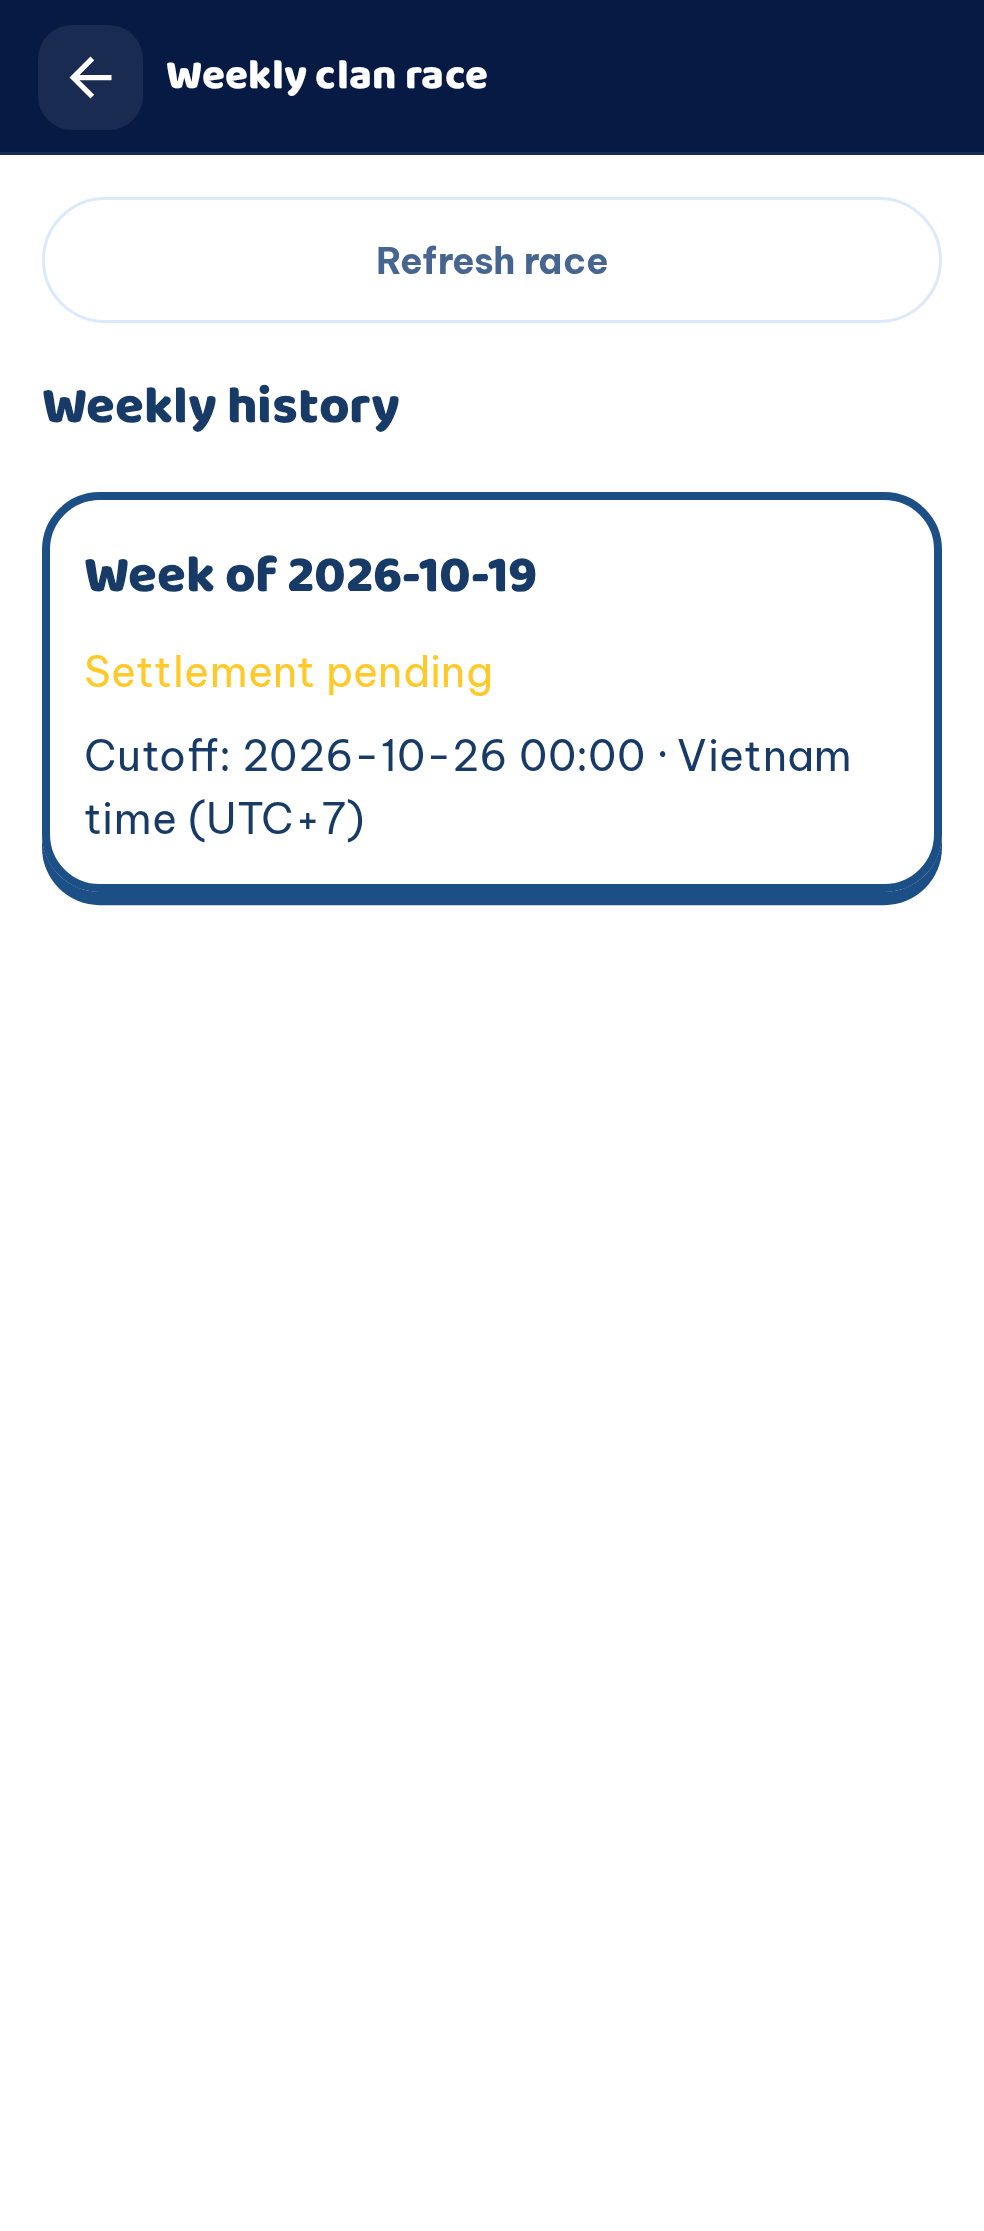 Weekly clan race
Refresh race
Weekly history
Week of 2026-10-19
Settlement pending
Cutoff: 2026-10-26 00:00 · Vietnam
time (UTC+7)